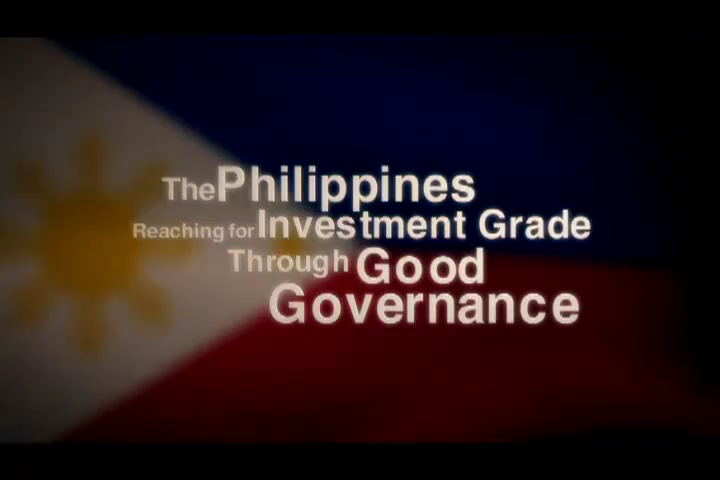 The Philippines
Reaching for Investment Grade
Through Good
Governance